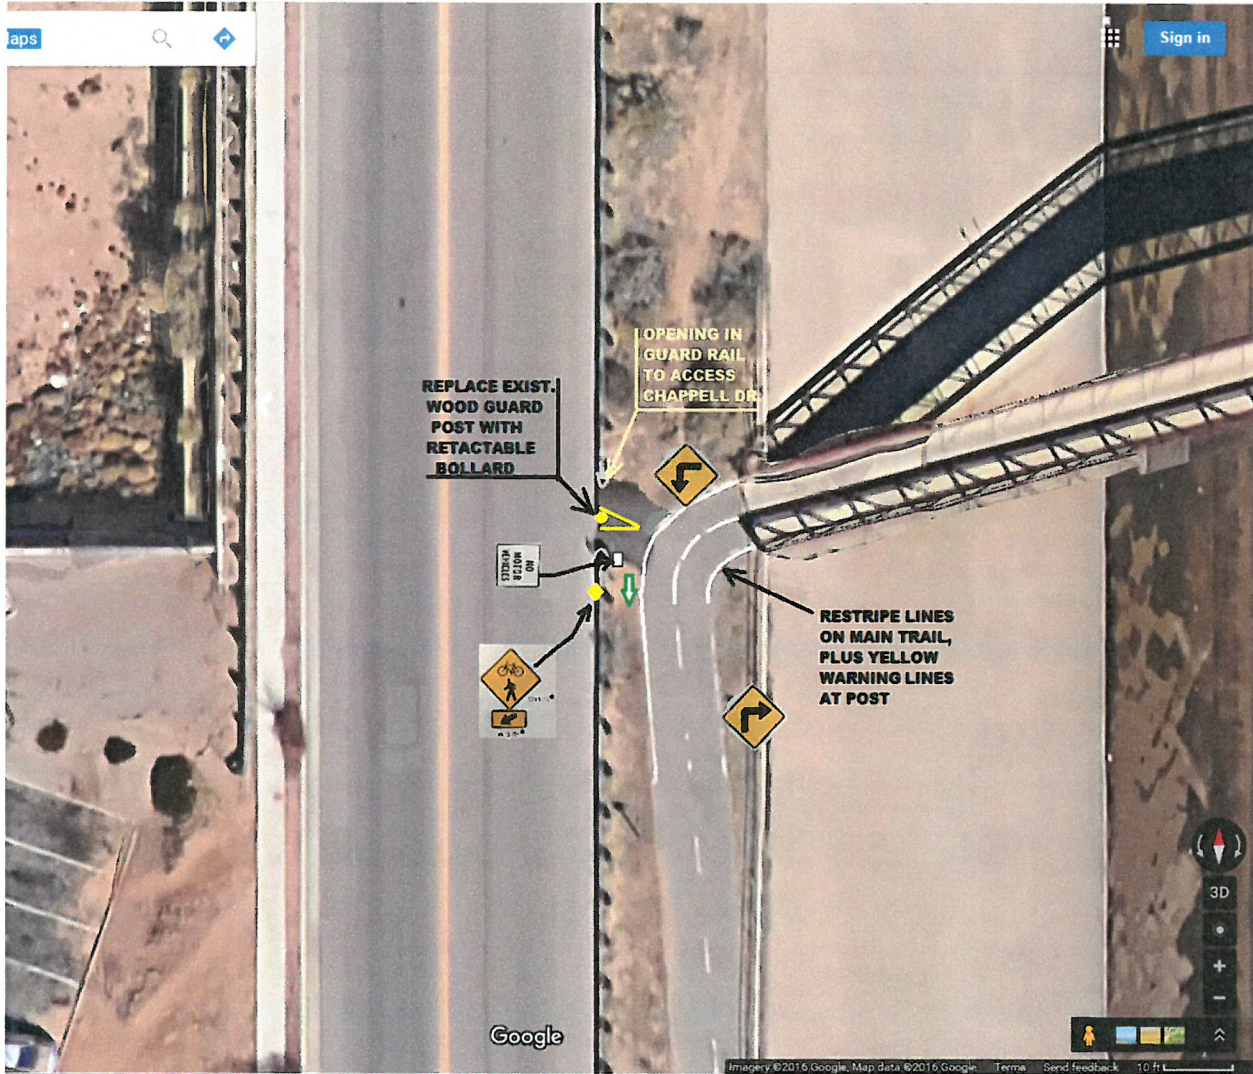 aps
Sign in
OPENING IN
GUARD RAIL
TO ACCESS
CHAPPELL DR.
REPLACE EXIST.
WOOD GUARD
POST WITH
RETACTABLE
BOLLARD
NO
MOTOR
VEHICLES
RESTRIPE LINES
ON MAIN TRAIL,
PLUS YELLOW
WARNING LINES
AT POST
3D
Google
Imagery ©2016 Google, Map data ©2016 Google Terms Send feedback 10 ft